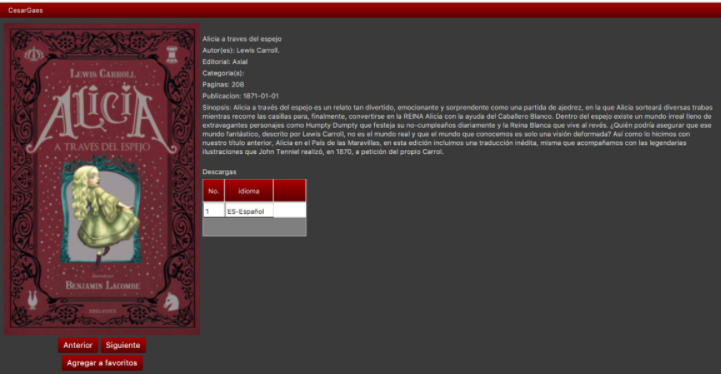 CesarGaes
LEWIS CARROLL
ALICIA
A TRAVÉS DEL ESPEJO
BENJAMIN LACOMBE
Anterior Siguiente
Agregar a favoritos
Alicia a traves del espejo
Autor(es): Lewis Carroll.
Editorial: Axial
Categoria(s):
Paginas: 208
Publicacion: 1871-01-01
Sinopsis: Alicia a través del espejo es un relato tan divertido, emocionante y sorprendente como una partida de ajedrez, en la que Alicia sorteará diversas trabas
mientras recorre las casillas para, finalmente, convertirse en la REINA Alicia con la ayuda del Caballero Blanco. Dentro del espejo existe un mundo irreal lleno de
extravagantes personajes como Humpty Dumpty que festeja su no-cumpleaños diariamente y la Reina Blanca que vive al revés. ¿Quién podría asegurar que ese
mundo fantástico, descrito por Lewis Carroll, no es el mundo real y que el mundo que conocemos es solo una visión deformada? Así como lo hicimos con
nuestro título anterior, Alicia en el País de las Maravillas, en esta edición incluimos una traducción inédita, misma que acompañamos con las legendarias
ilustraciones que John Tenniel realizó, en 1870, a petición del propio Carrol.
Descargas
No. idioma
1 ES-Español